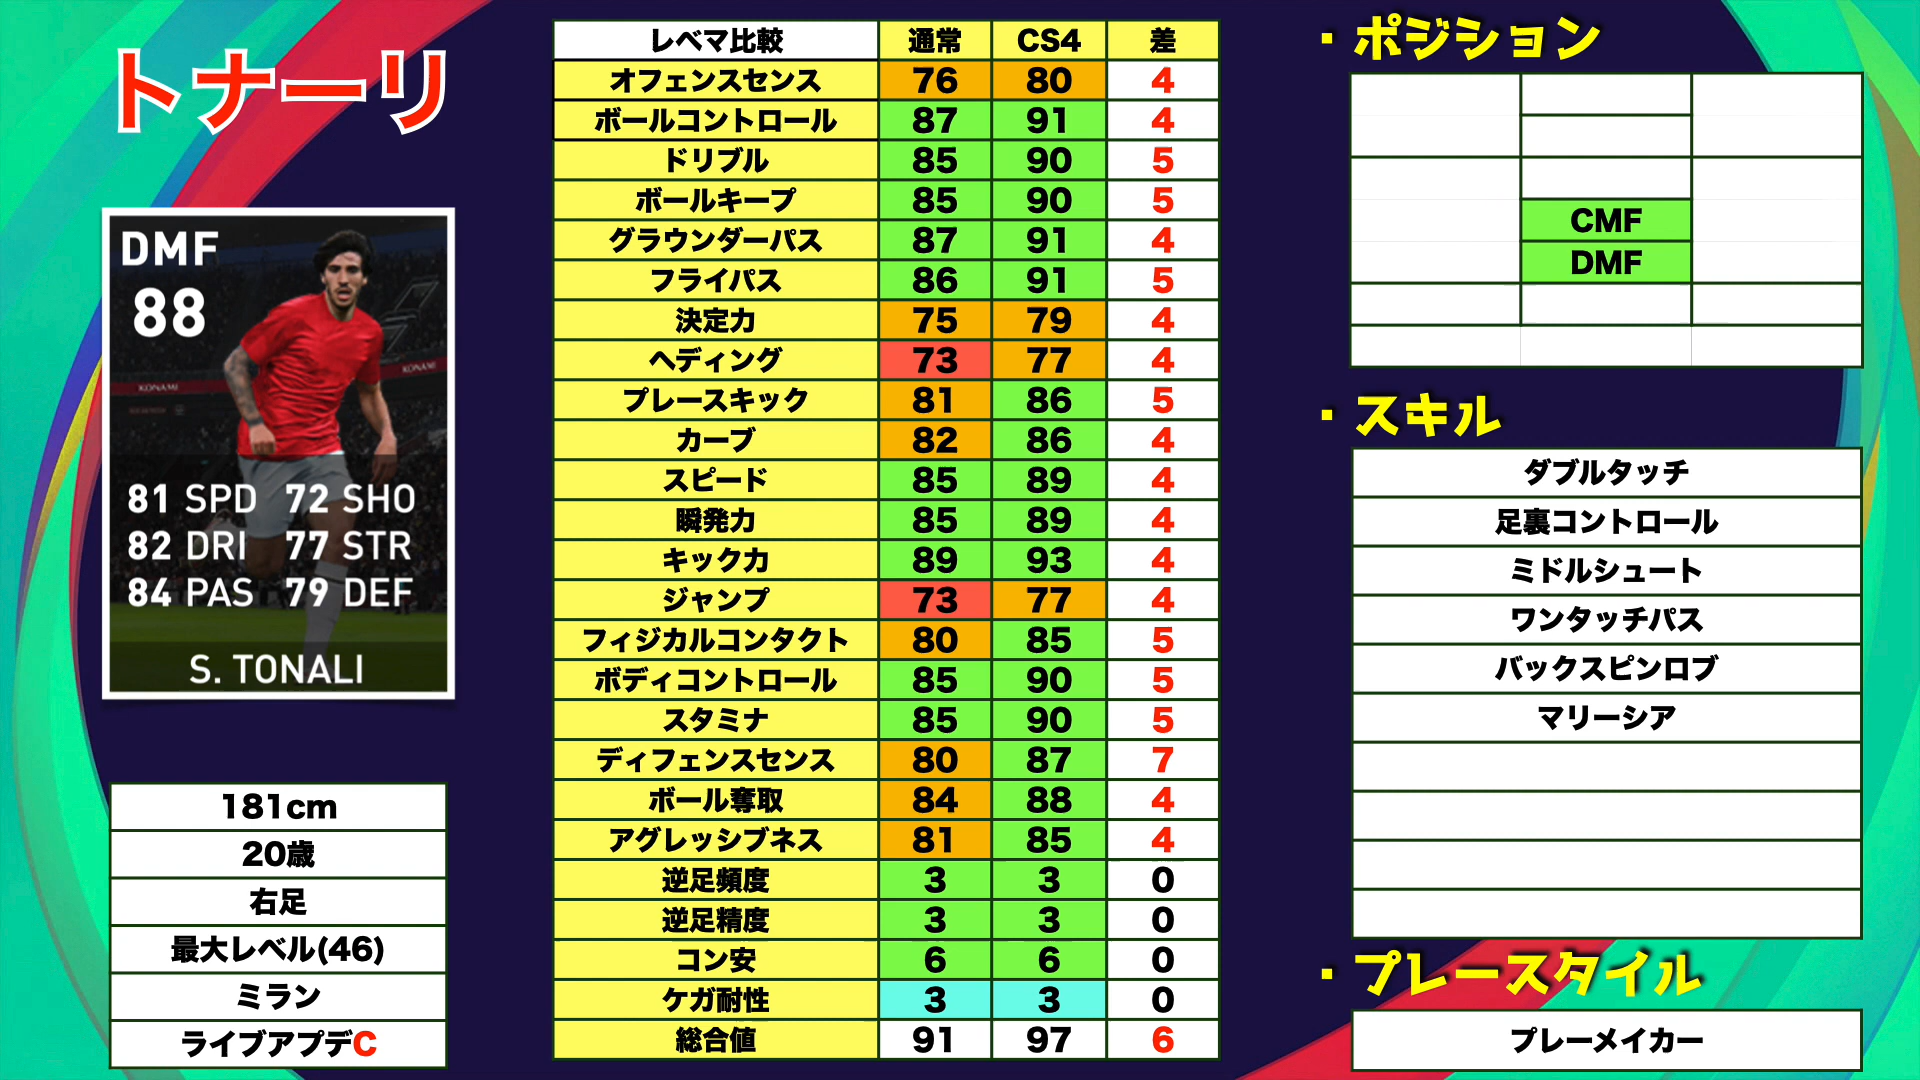 トナーリ
DMF
88
KONAMI
KONAMI
81 SPD 72 SHO
82 DRI 77 STR
84 PAS 79 DEF
S. TONALI
181cm
20歳
右足
最大レベル(46)
ミラン
ライブアプデC
レベマ比較 通常 CS4 差
オフェンスセンス 76 80 4
ボールコントロール 87 91 4
ドリブル 85 90 5
ボールキープ 85 90 5
グラウンダーパス 87 91 4
フライパス 86 91 5
決定力 75 79 4
ヘディング 73 77 4
プレースキック 81 86 5
カーブ 82 86 4
スピード 85 89 4
瞬発力 85 89 4
キック力 89 93 4
ジャンプ 73 77 4
フィジカルコンタクト 80 85 5
ボディコントロール 85 90 5
スタミナ 85 90 5
ディフェンスセンス 80 87 7
ボール奪取 84 88 4
アグレッシブネス 81 85 4
逆足頻度 3 3 0
逆足精度 3 3 0
コン安 6 6 0
ケガ耐性 3 3 0
総合値 91 97 6
・ポジション
CMF
DMF
・スキル
ダブルタッチ
足裏コントロール
ミドルシュート
ワンタッチパス
バックスピンロブ
マリーシア
・プレースタイル
プレーメイカー